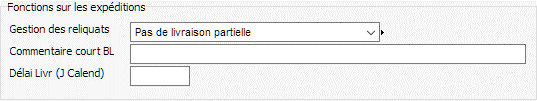 Fonctions sur les expéditions
Gestion des reliquats Pas de livraison partielle
Commentaire court BL
Délai Livr (J Calend)